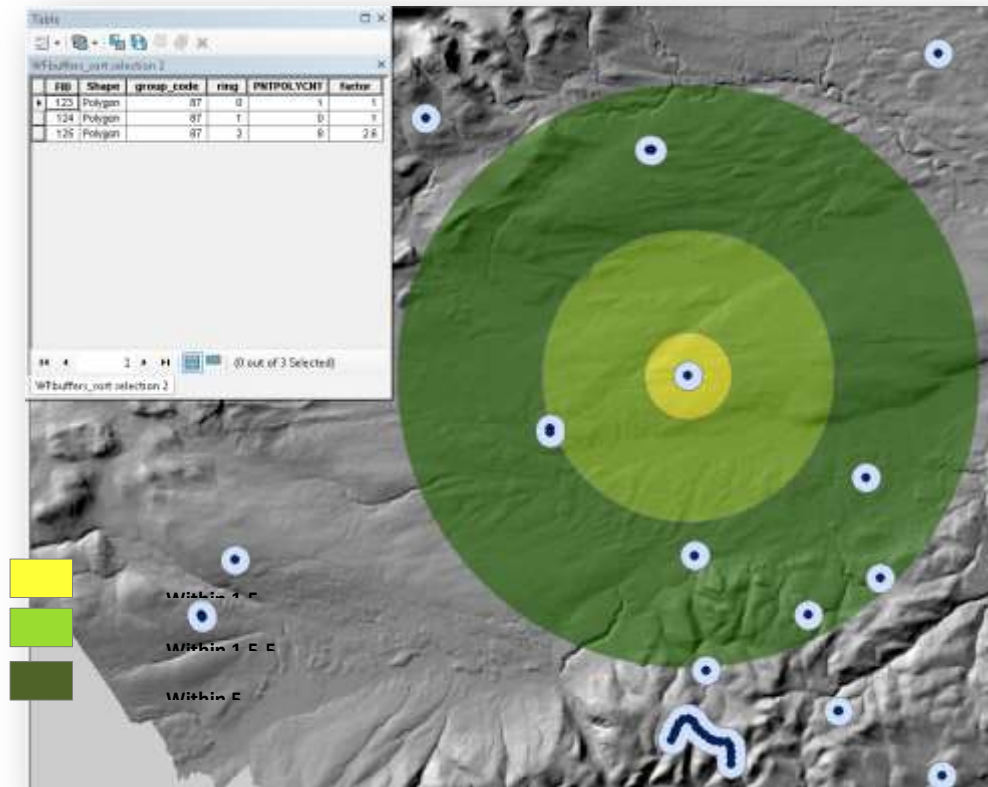 Table
WFbuffers_sort selection 2
FID Shape group_code ring PNTPOLYCNT factor
123 Polygon 87 0 1 1
124 Polygon 87 1 0 1
125 Polygon 87 2 8 2.6
1 (0 out of 3 Selected)
WFbuffers_sort selection 2
Within 1.5
Within 1.5-5
Within 5